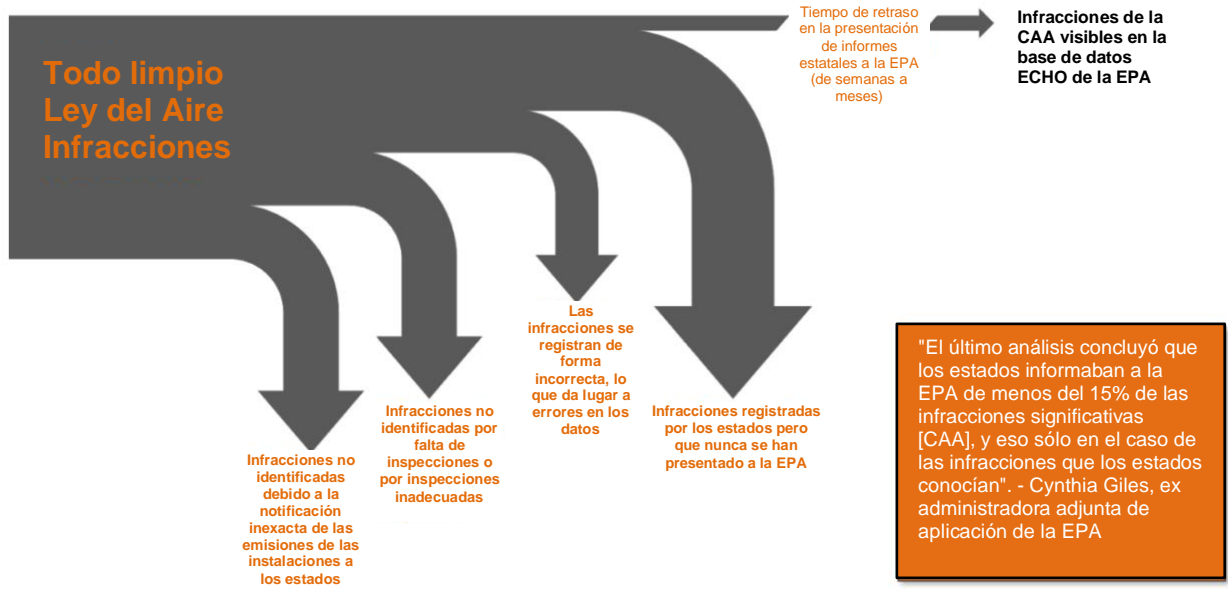 Todo limpio
Ley del Aire
Infracciones
Tiempo de retraso
en la presentación
de informes
estatales a la EPA
(de semanas a
meses)
Infracciones de la
CAA visibles en la
base de datos
ECHO de la EPA
Infracciones no
identificadas
debido a la
notificación
inexacta de las
emisiones de las
instalaciones a
los estados
Infracciones no
identificadas por
falta de
inspecciones o
por inspecciones
inadecuadas
Las
infracciones se
registran de
forma
incorrecta, lo
que da lugar a
errores en los
datos
Infracciones registradas
por los estados pero
que nunca se han
presentado a la EPA
"El último análisis concluyó que
los estados informaban a la
EPA de menos del 15% de las
infracciones significativas
[CAA], y eso sólo en el caso de
las infracciones que los estados
conocían". - Cynthia Giles, ex
administradora adjunta de
aplicación de la EPA